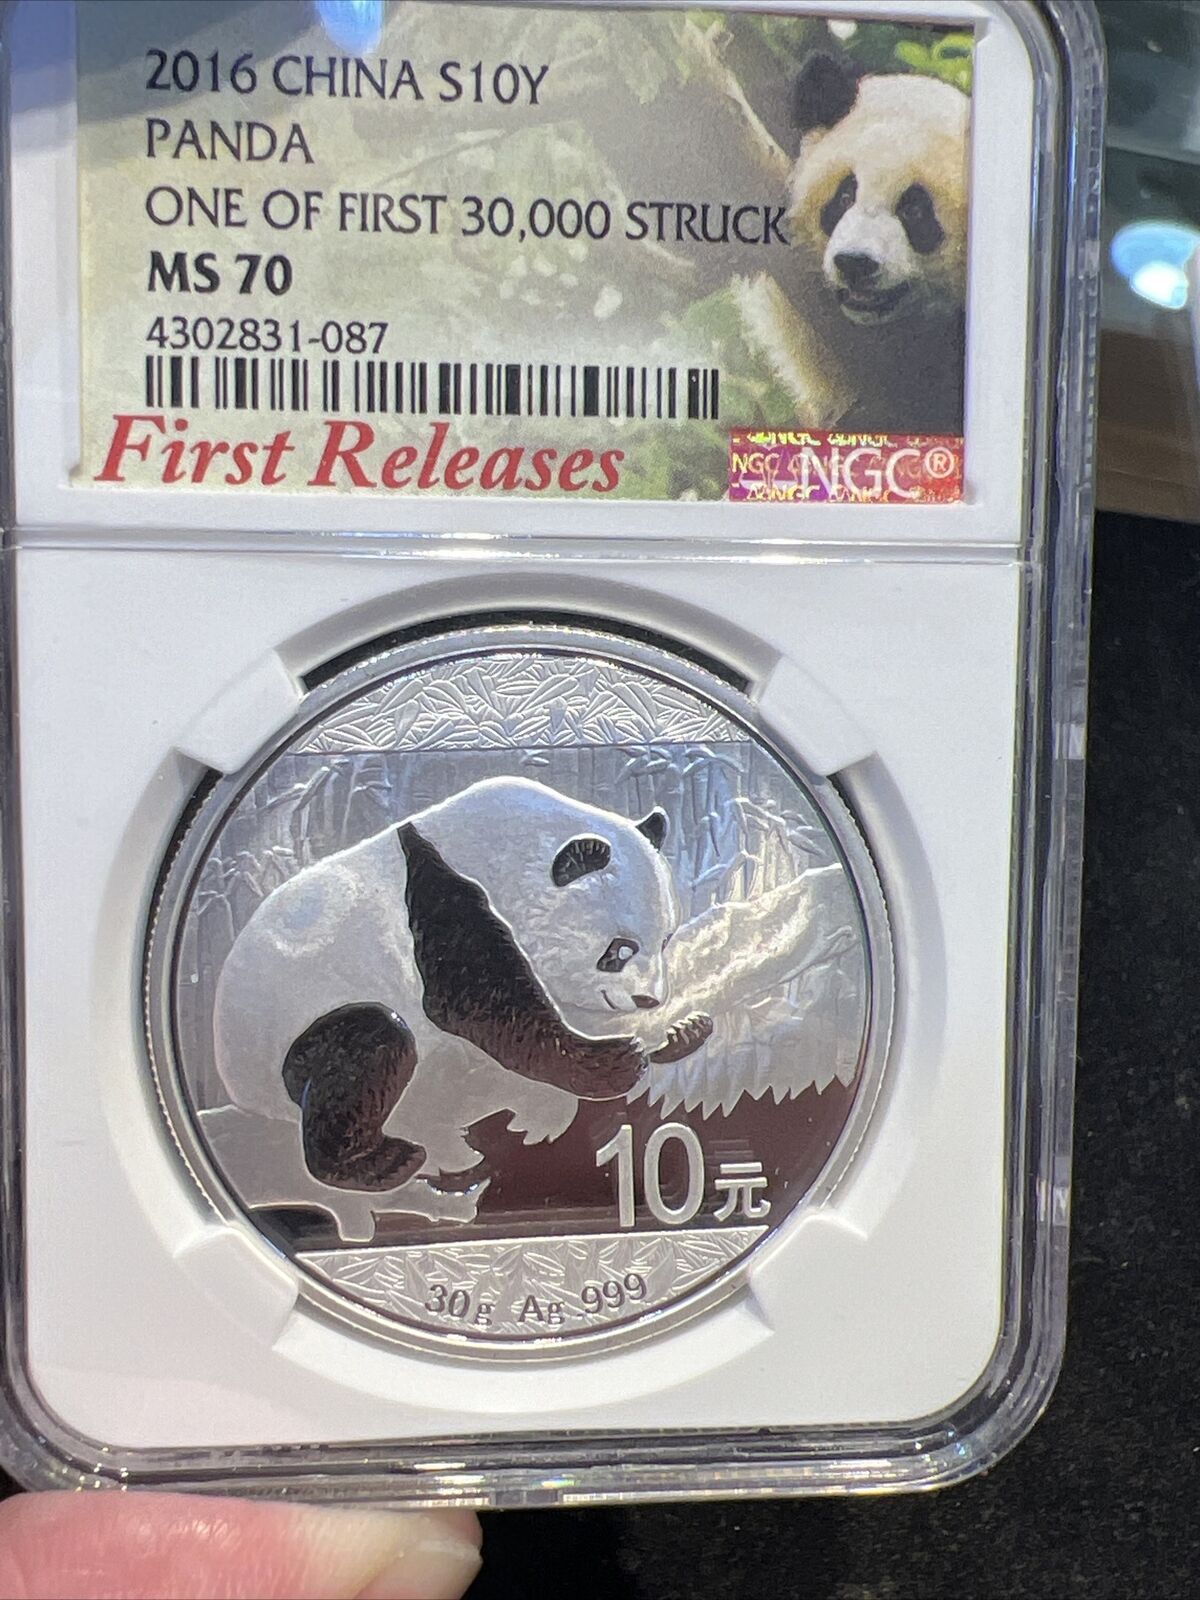 2016 CHINA S10Y
PANDA
ONE OF FIRST 30,000 STRUCK
MS 70
4302831-087
First Releases
NGC®
10元
30g Ag .999